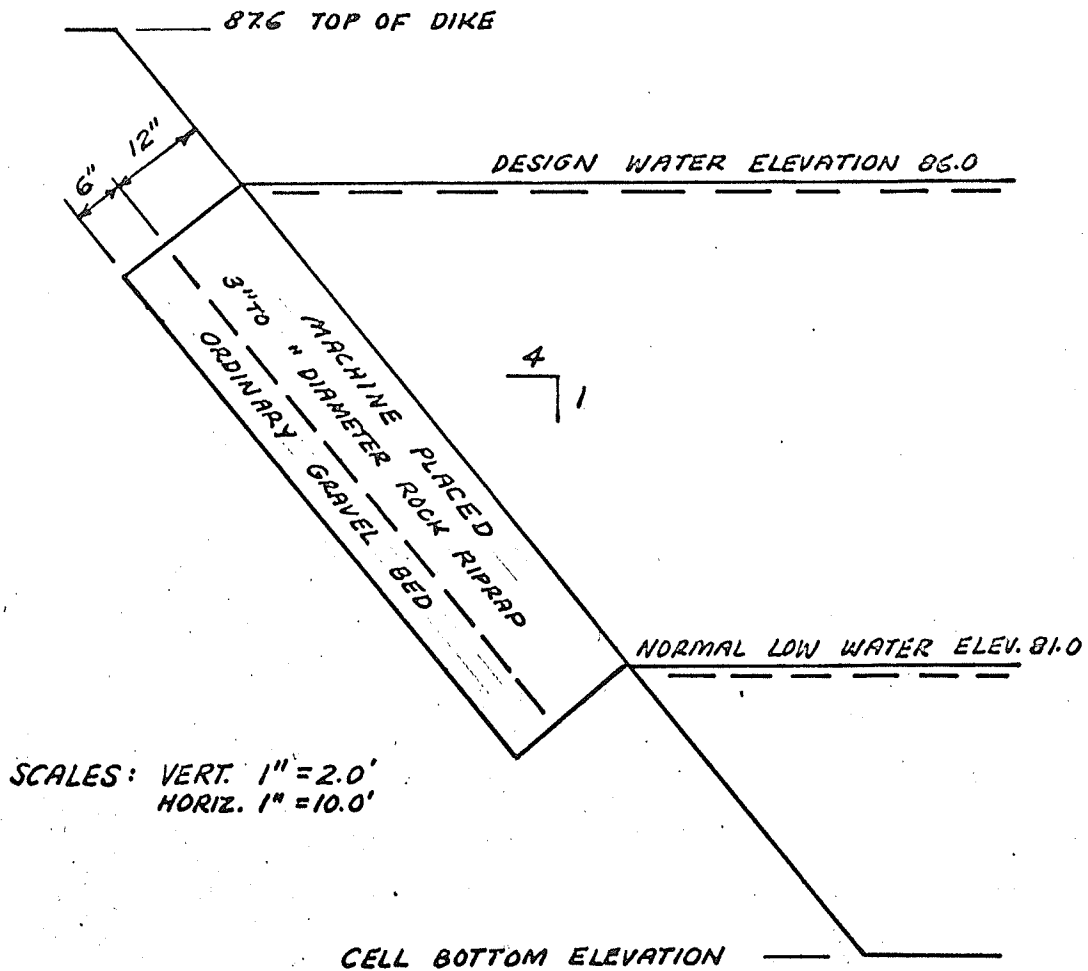 87.6 TOP OF DIKE
12"
6"
DESIGN WATER ELEVATION 86.0
MACHINE PLACED
3" TO " DIAMETER ROCK RIPRAP
ORDINARY GRAVEL BED
4
1
NORMAL LOW WATER ELEV. 81.0
SCALES: VERT. 1" = 2.0'
HORIZ. 1" = 10.0'
CELL BOTTOM ELEVATION